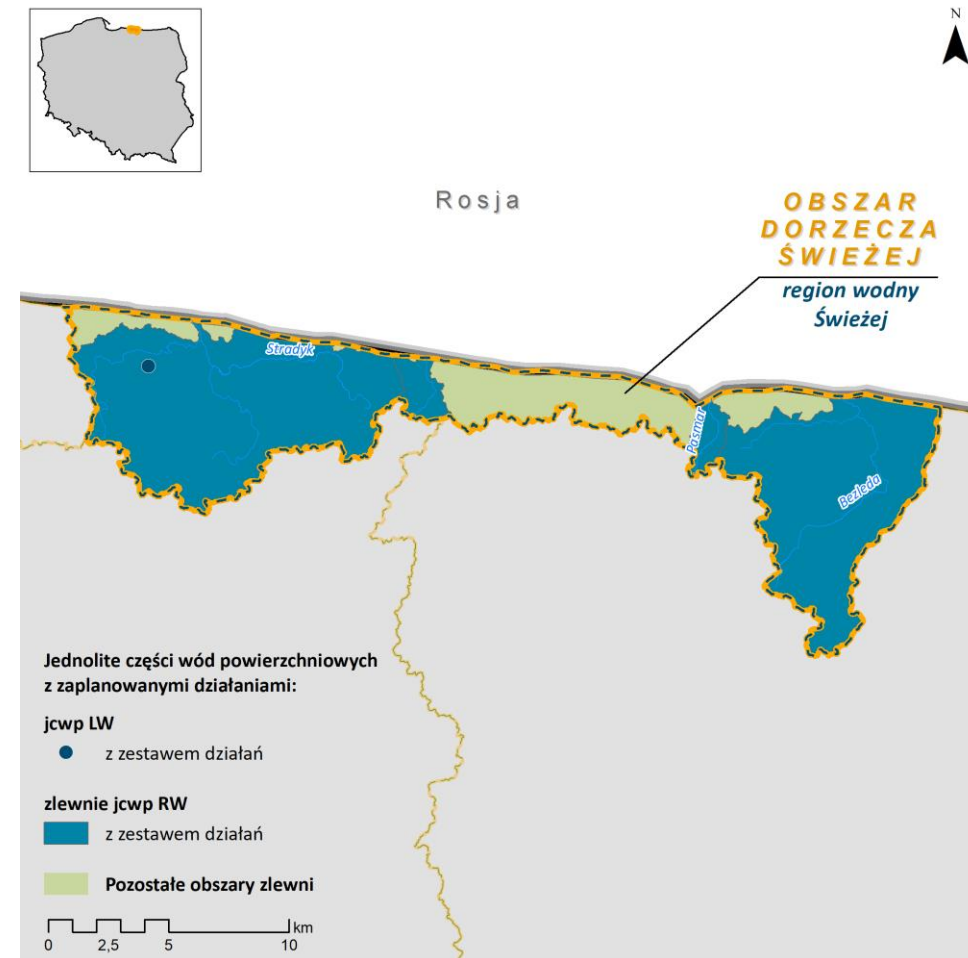 N
Rosja
OBSZAR
DORZECZA
ŚWIEŻEJ
region wodny
Świeżej
Stradyk
Pasmar
Bezleda
Jednolite części wód powierzchniowych
z zaplanowanymi działaniami:
jcwp LW
z zestawem działań
zlewnie jcwp RW
z zestawem działań
Pozostałe obszary zlewni
km
0 2,5 5 10